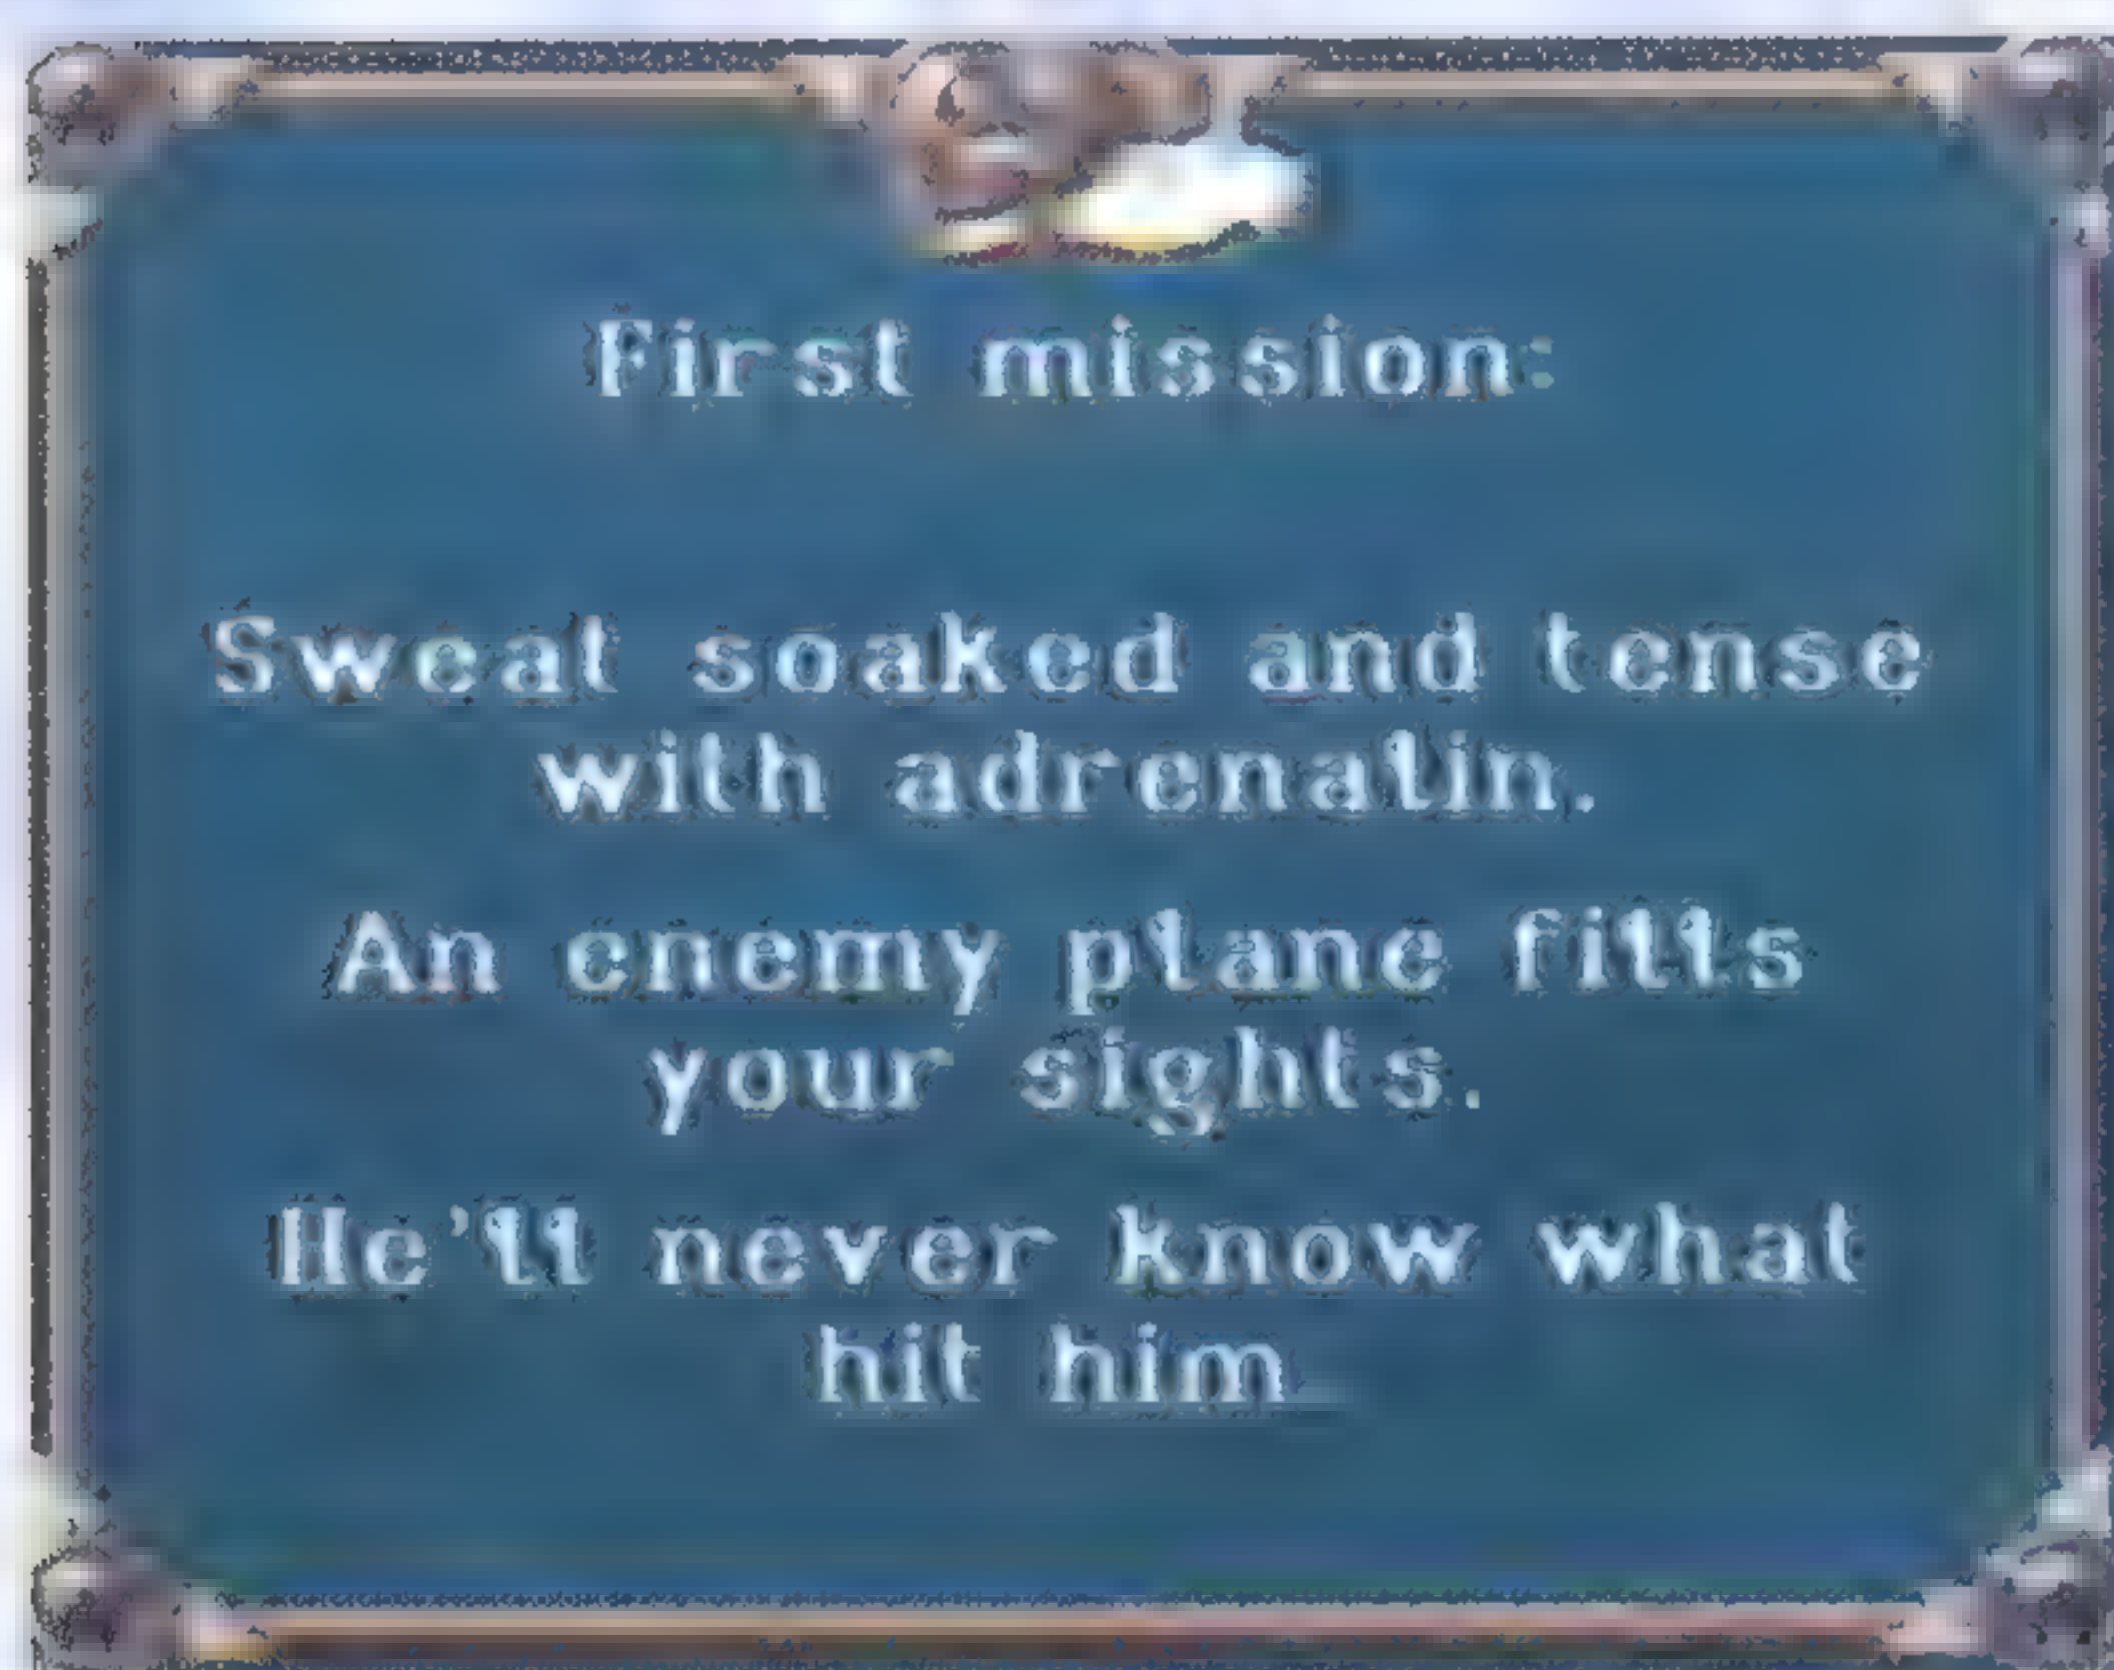 First mission:
Sweat soaked and tense
with adrenalin.
An enemy plane fills
your sights.
He'll never know what
hit him